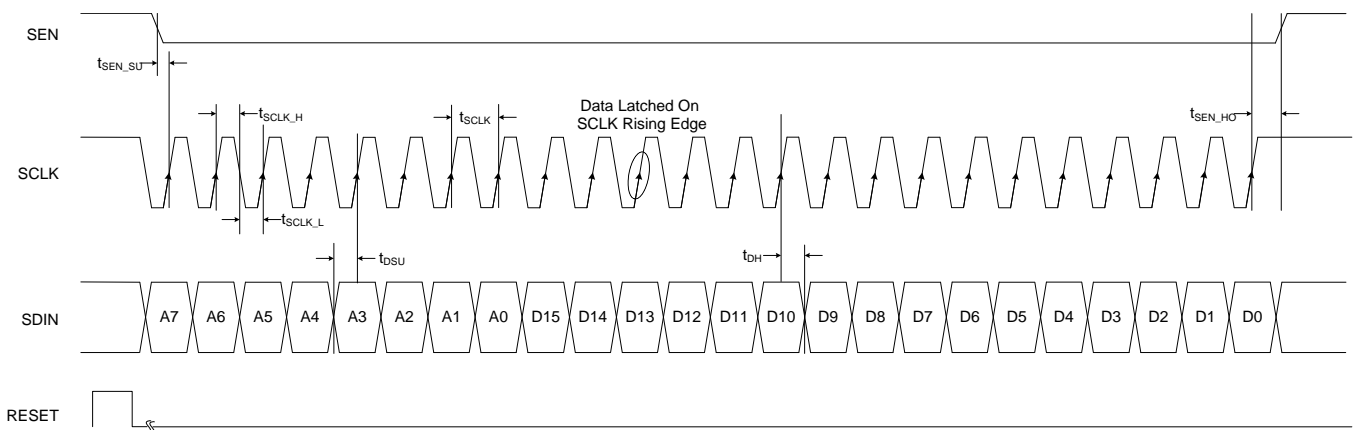 SEN
tSEN_SU
tSCLK_H
tSCLK
Data Latched On
SCLK Rising Edge
tSEN_HO
SCLK
tSCLK_L
tDSU
tDH
SDIN
A7 A6 A5 A4 A3 A2 A1 A0 D15 D14 D13 D12 D11 D10 D9 D8 D7 D6 D5 D4 D3 D2 D1 D0
RESET